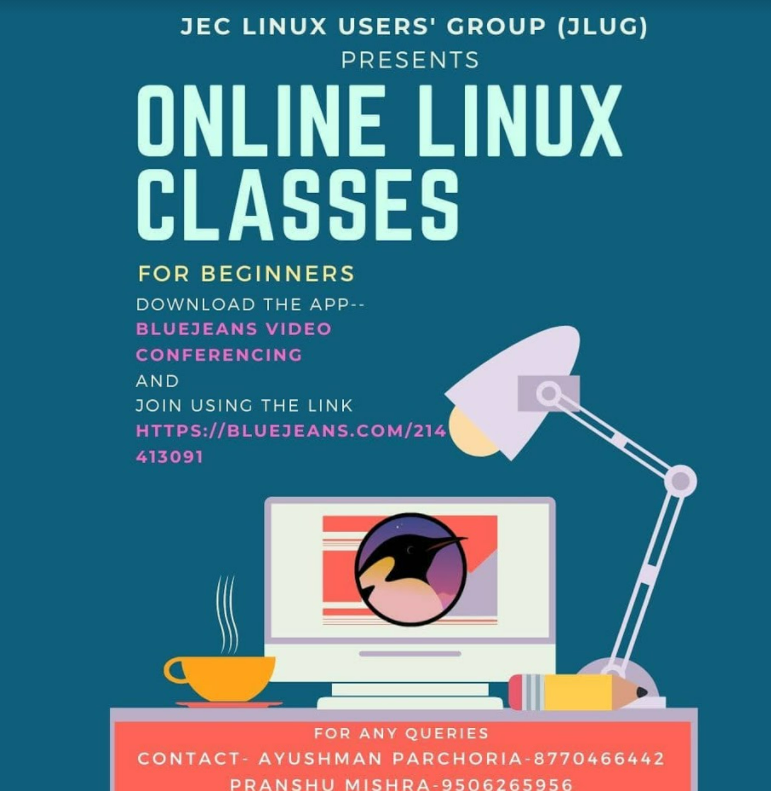 JEC LINUX USERS' GROUP (JLUG)
PRESENTS
ONLINE LINUX
CLASSES
FOR BEGINNERS
DOWNLOAD THE APP--
BLUEJEANS VIDEO
CONFERENCING
AND
JOIN USING THE LINK
HTTPS://BLUEJEANS.COM/214
413091
FOR ANY QUERIES
CONTACT- AYUSHMAN PARCHORIA-8770466442
PRANSHU MISHRA-9506265956